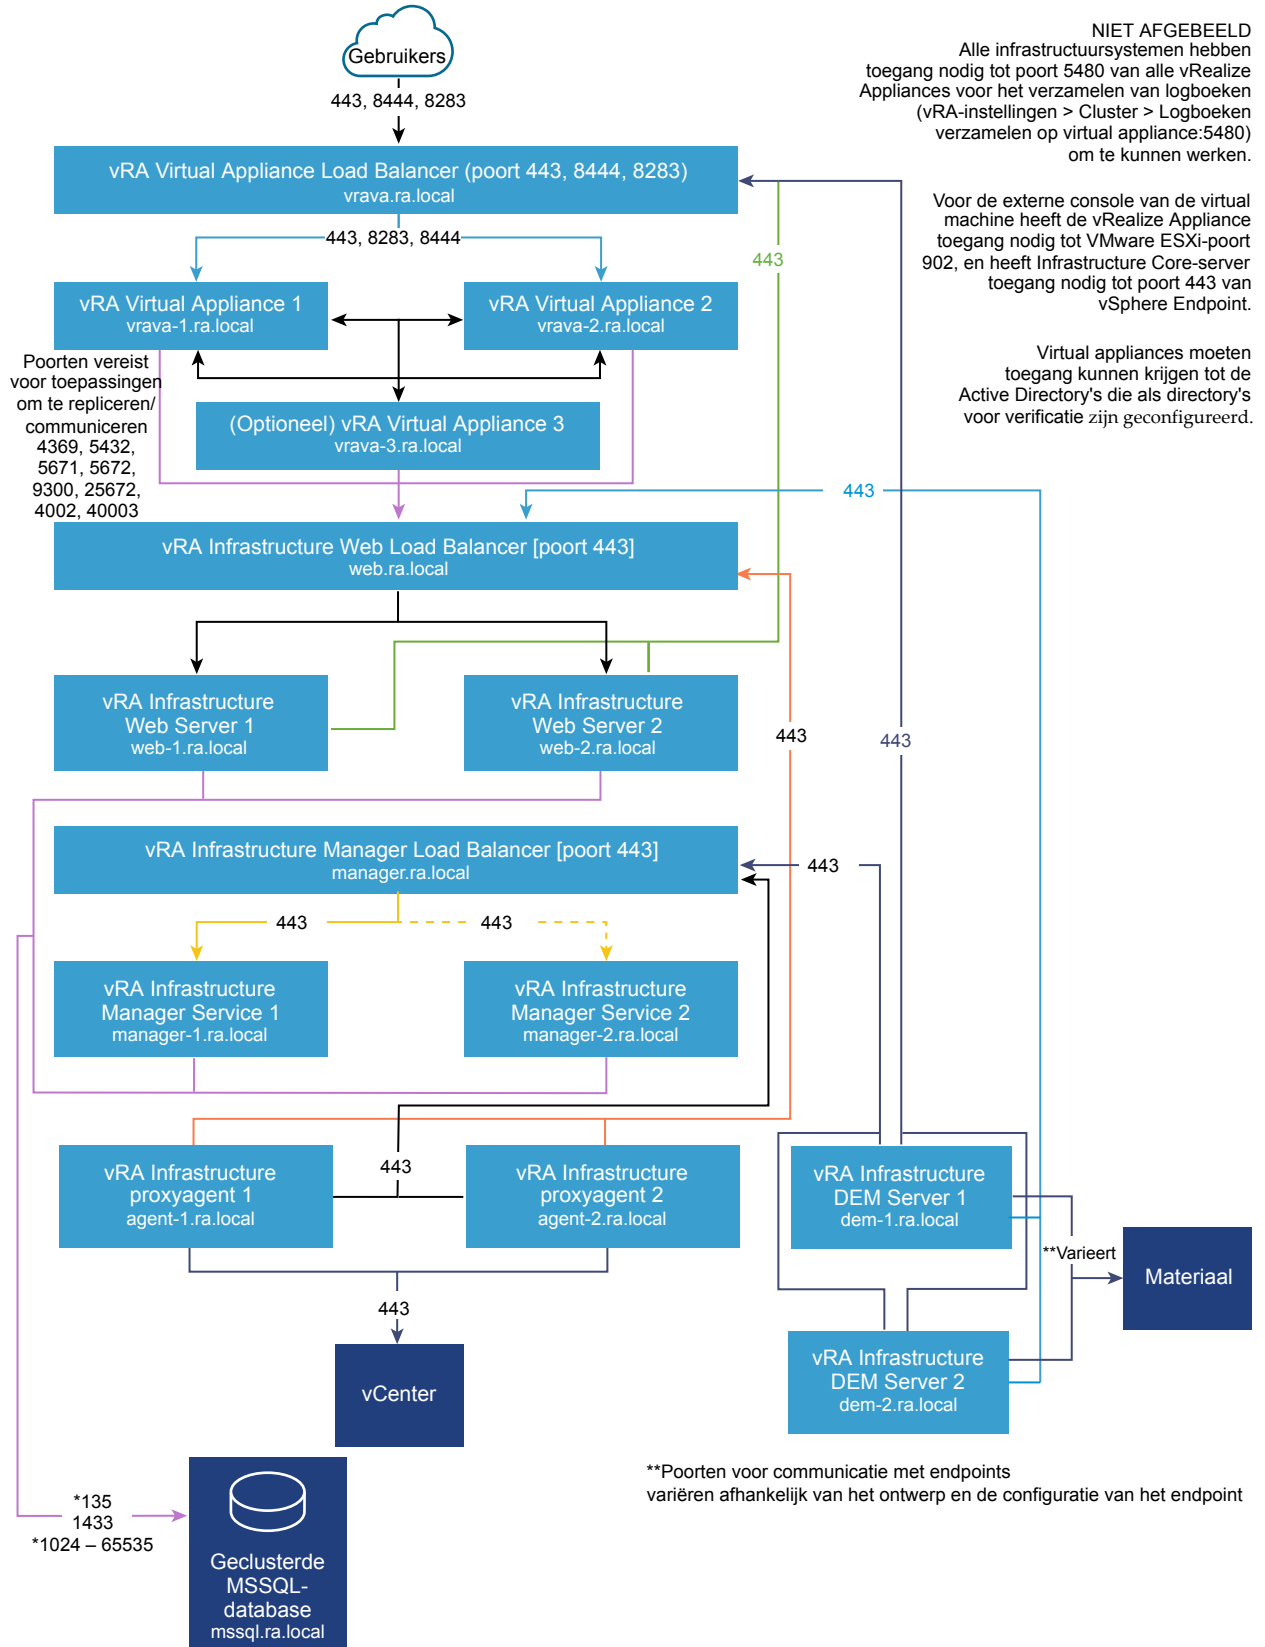 Gebruikers
443, 8444, 8283
NIET AFGEBEELD
Alle infrastructuursystemen hebben
toegang nodig tot poort 5480 van alle vRealize
Appliances voor het verzamelen van logboeken
(vRA-instellingen > Cluster > Logboeken
verzamelen op virtual appliance:5480)
om te kunnen werken.
Voor de externe console van de virtual
machine heeft de vRealize Appliance
toegang nodig tot VMware ESXi-poort
902, en heeft Infrastructure Core-server
toegang nodig tot poort 443 van
vSphere Endpoint.
Virtual appliances moeten
toegang kunnen krijgen tot de
Active Directory's die als directory's
voor verificatie zijn geconfigureerd.
vRA Virtual Appliance Load Balancer (poort 443, 8444, 8283)
vrava.ra.local
443, 8283, 8444
443
vRA Virtual Appliance 1
vrava-1.ra.local
vRA Virtual Appliance 2
vrava-2.ra.local
Poorten vereist
voor toepassingen
om te repliceren/
communiceren
4369, 5432,
5671, 5672,
9300, 25672,
4002, 40003
(Optioneel) vRA Virtual Appliance 3
vrava-3.ra.local
443
vRA Infrastructure Web Load Balancer [poort 443]
web.ra.local
vRA Infrastructure
Web Server 1
web-1.ra.local
vRA Infrastructure
Web Server 2
web-2.ra.local
443
443
vRA Infrastructure Manager Load Balancer [poort 443]
manager.ra.local
443
443
443
vRA Infrastructure
Manager Service 1
manager-1.ra.local
vRA Infrastructure
Manager Service 2
manager-2.ra.local
vRA Infrastructure
proxyagent 1
agent-1.ra.local
443
vRA Infrastructure
proxyagent 2
agent-2.ra.local
vRA Infrastructure
DEM Server 1
dem-1.ra.local
**Varieert
Materiaal
443
vCenter
vRA Infrastructure
DEM Server 2
dem-2.ra.local
**Poorten voor communicatie met endpoints
variëren afhankelijk van het ontwerp en de configuratie van het endpoint
*135
1433
*1024 – 65535
Geclusterde
MSSQL-
database
mssql.ra.local